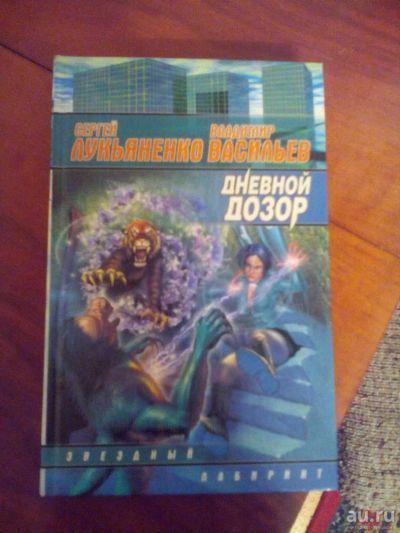 СЕРГЕЙ ВЛАДИМИР
ЛУКЬЯНЕНКО ВАСИЛЬЕВ
ДНЕВНОЙ
ДОЗОР
ЗВЕЗДНЫЙ
ЛАБИРИНТ
au.ru